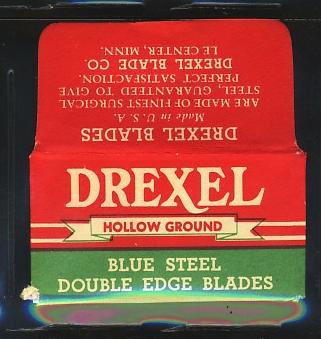 DREXEL BLADES
Made in U.S.A.
ARE MADE OF FINEST SURGICAL
STEEL, GUARANTEED TO GIVE
PERFECT SATISFACTION.
DREXEL BLADE CO.
LE CENTER, MINN.
DREXEL
HOLLOW GROUND
BLUE STEEL
DOUBLE EDGE BLADES